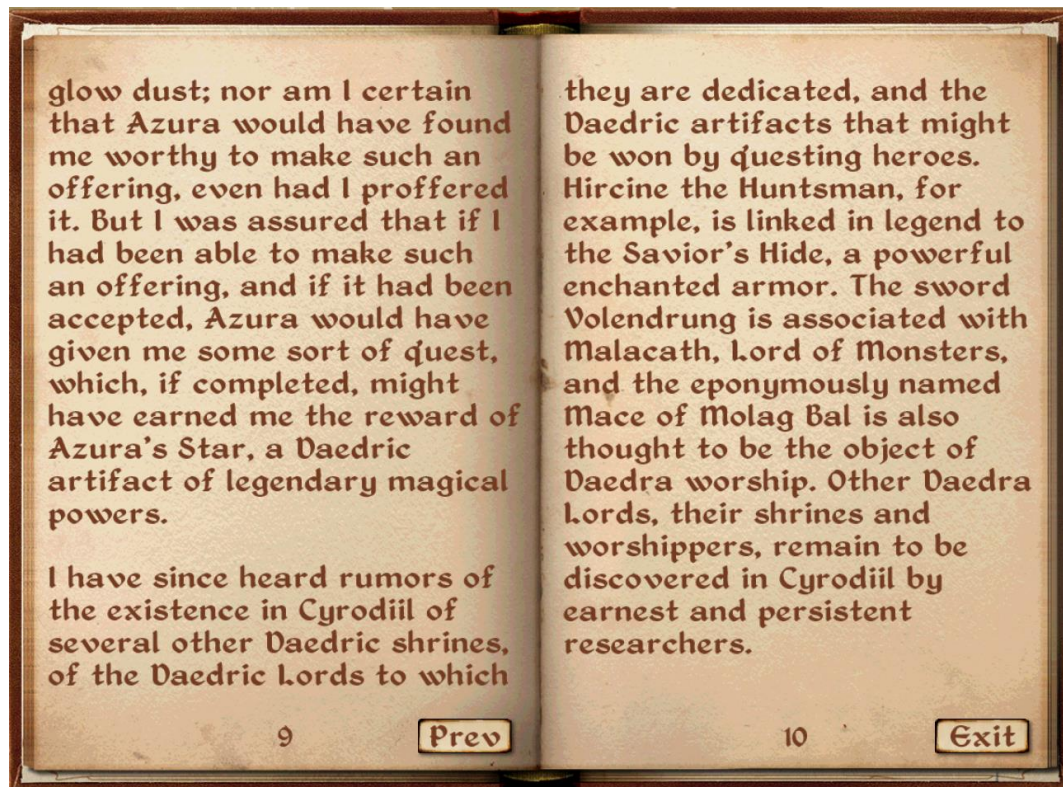 glow dust; nor am I certain
that Azura would have found
me worthy to make such an
offering, even had I proffered
it. But I was assured that if I
had been able to make such
an offering, and if it had been
accepted, Azura would have
given me some sort of quest,
which, if completed, might
have earned me the reward of
Azura's Star, a Daedric
artifact of legendary magical
powers.
I have since heard rumors of
the existence in Cyrodiil of
several other Daedric shrines,
of the Daedric Lords to which
9
Prev
they are dedicated, and the
Daedric artifacts that might
be won by questing heroes.
Hircine the Huntsman, for
example, is linked in legend to
the Savior's Hide, a powerful
enchanted armor. The sword
Volendrung is associated with
Malacath, Lord of Monsters,
and the eponymously named
Mace of Molag Bal is also
thought to be the object of
Daedra worship. Other Daedra
Lords, their shrines and
worshippers, remain to be
discovered in Cyrodiil by
earnest and persistent
researchers.
10
Exit